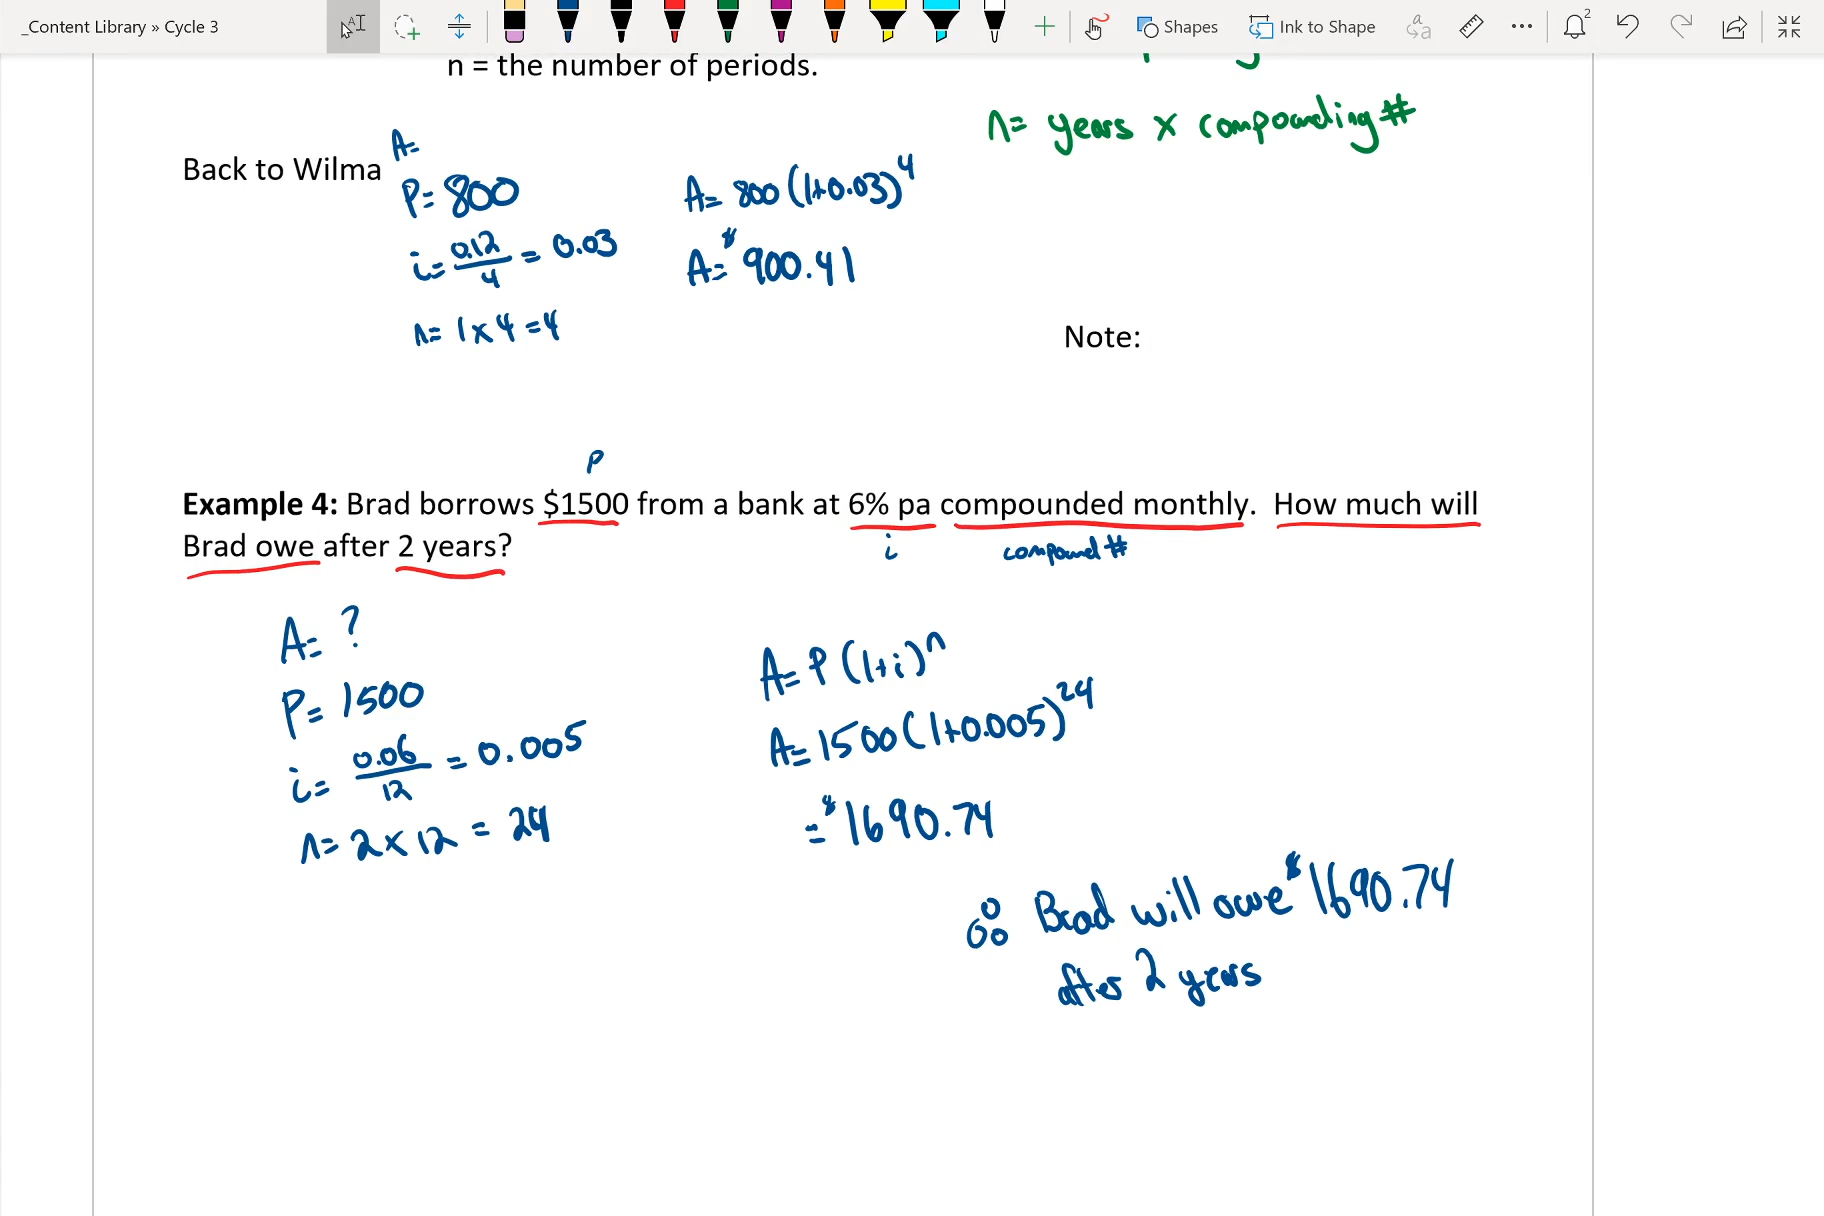 _Content Library » Cycle 3
Shapes
Ink to Shape
2
n = the number of periods.
n= years x compounding #
Back to Wilma
A=
P= 800
i= 0.12/4 = 0.03
n= 1 x 4 = 4
A= 800 (1+0.03)^4
A= $900.41
Note:
P
Example 4: Brad borrows $1500 from a bank at 6% pa compounded monthly. How much will
Brad owe after 2 years?
i
compound #
A= ?
P= 1500
i= 0.06/12 = 0.005
n= 2 x 12 = 24
A= P (1+i)^n
A= 1500 (1+0.005)^24
= $1690.74
∴ Brad will owe $1690.74
after 2 years